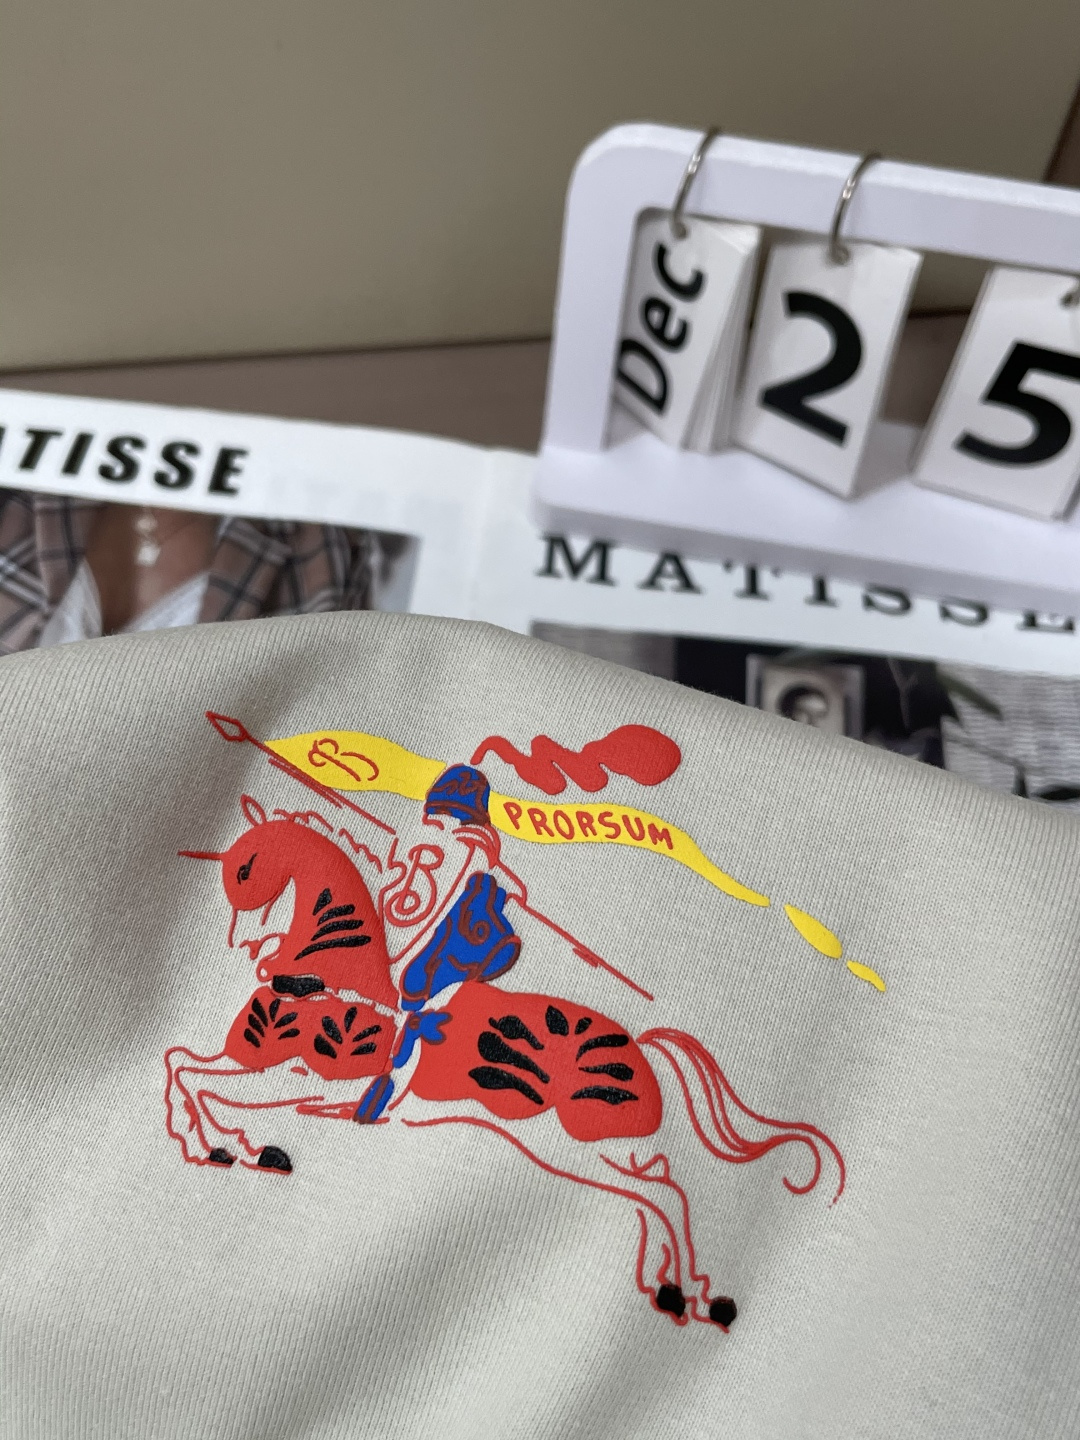 Dec 2 5
ATISSE
MATISSE
B
PRORSUM
B